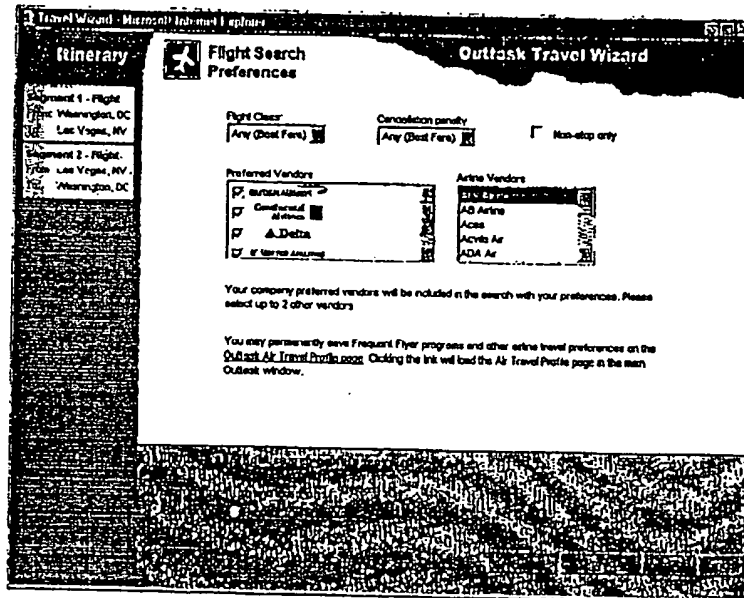 Travel Wizard - Microsoft Internet Explorer
Itinerary
Flight Search
Preferences
Outtask Travel Wizard
Segment 1 - Flight
From: Washington, DC
Las Vegas, NV
Segment 2 - Flight
From: Las Vegas, NV
Washington, DC
Flight Class
Any (Best Fare)
Cancellation penalty
Any (Best Fare)
Non-stop only
Preferred Vendors
Continental
Airlines
Delta
UNITED AIRLINES
Airline Vendors
AB Airline
Aces
Acvila Air
ADA Air
Your company preferred vendors will be included in the search with your preferences. Please
select up to 2 other vendors
You may permanently save Frequent Flyer programs and other airline travel preferences on the
Outtask Air Travel Profile page. Clicking the link will load the Air Travel Profile page in the main
Outtask window.